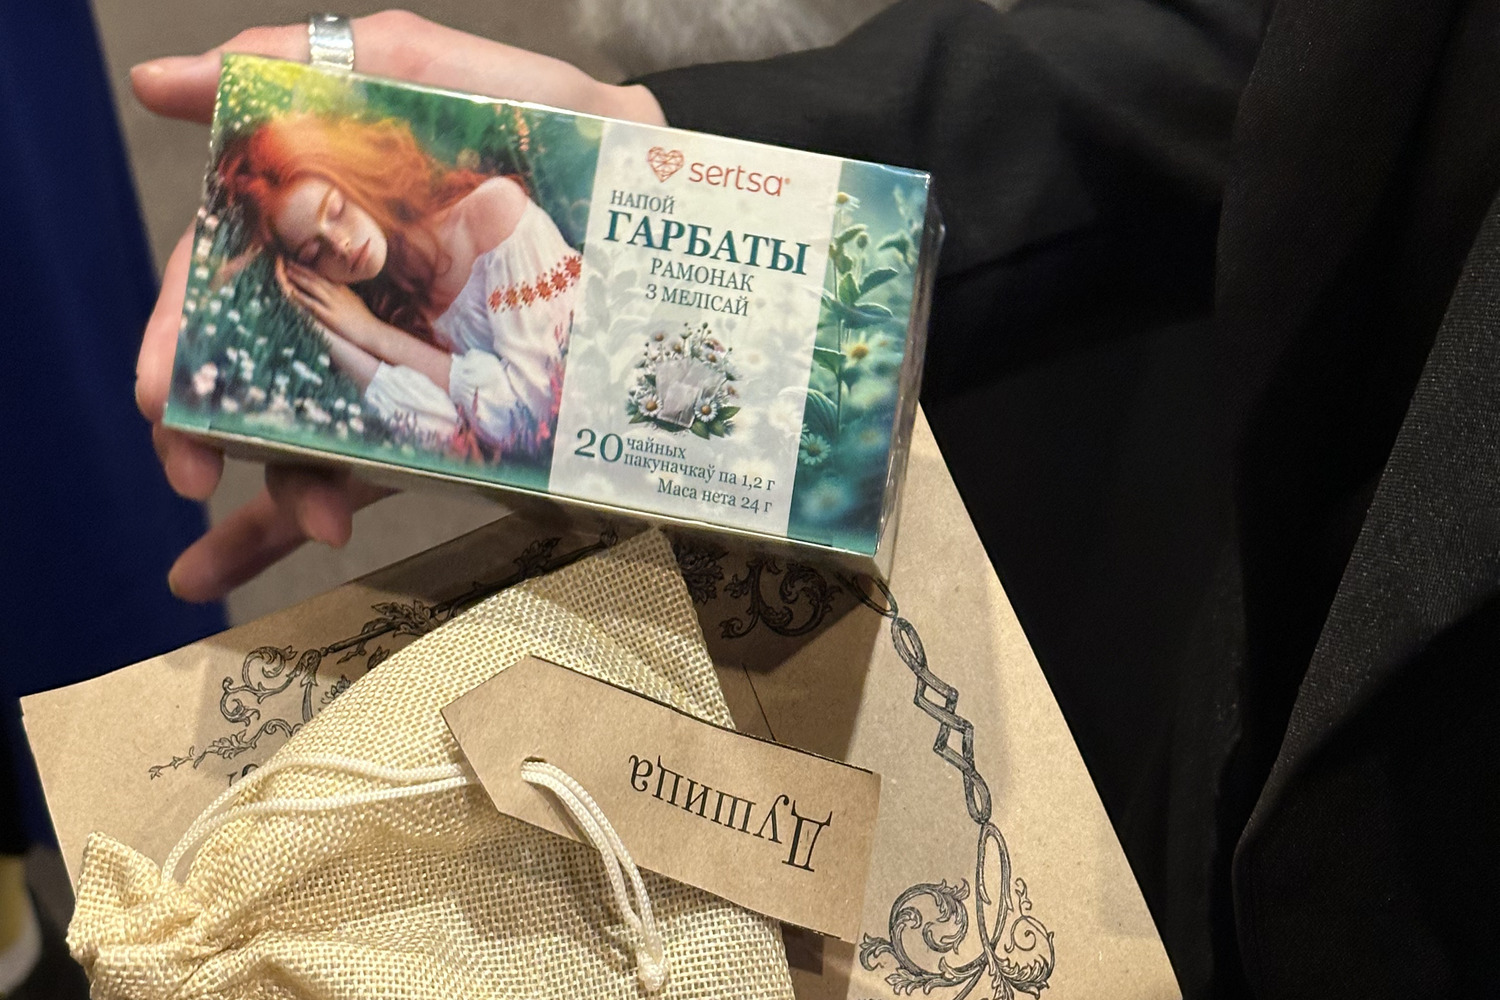 sertsa®
НАПОЙ
ГАРБАТЫ
РАМОНАК
З МЕЛІСАЙ
20 чайных
пакуначкаў па 1,2 г
Маса нета 24 г
Душица